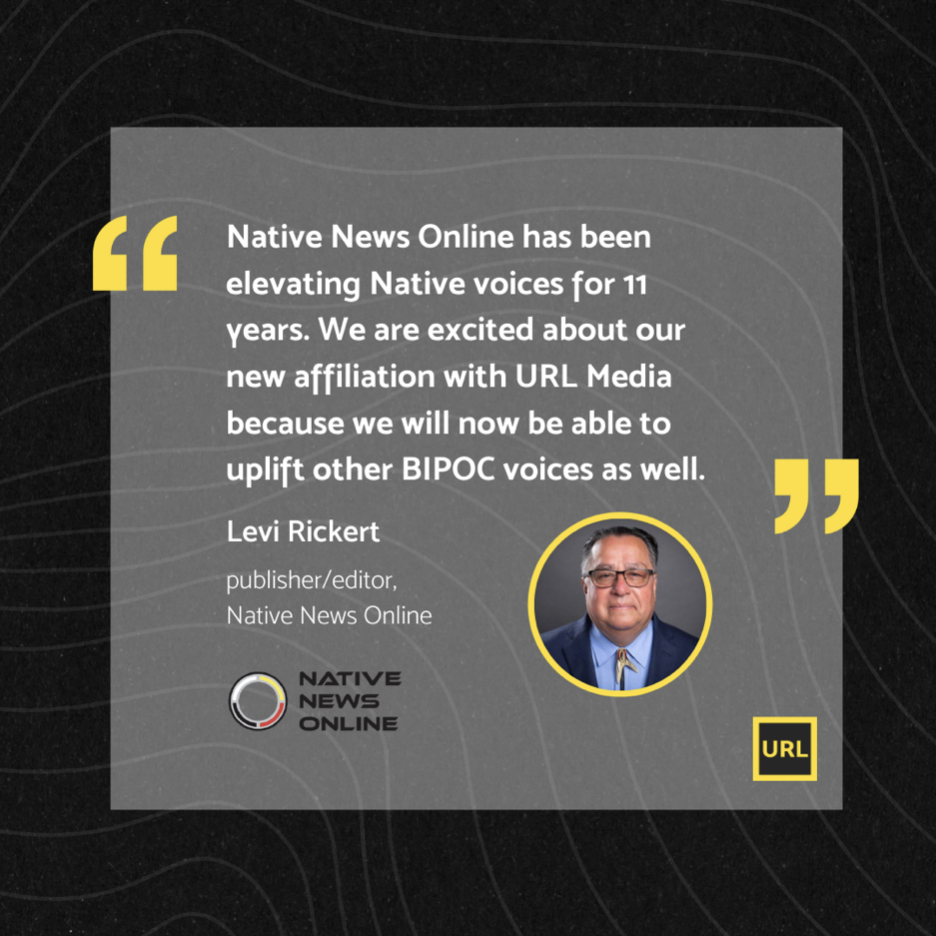 Native News Online has been
elevating Native voices for 11
years. We are excited about our
new affiliation with URL Media
because we will now be able to
uplift other BIPOC voices as well.
Levi Rickert
publisher/editor,
Native News Online
NATIVE
NEWS
ONLINE
URL